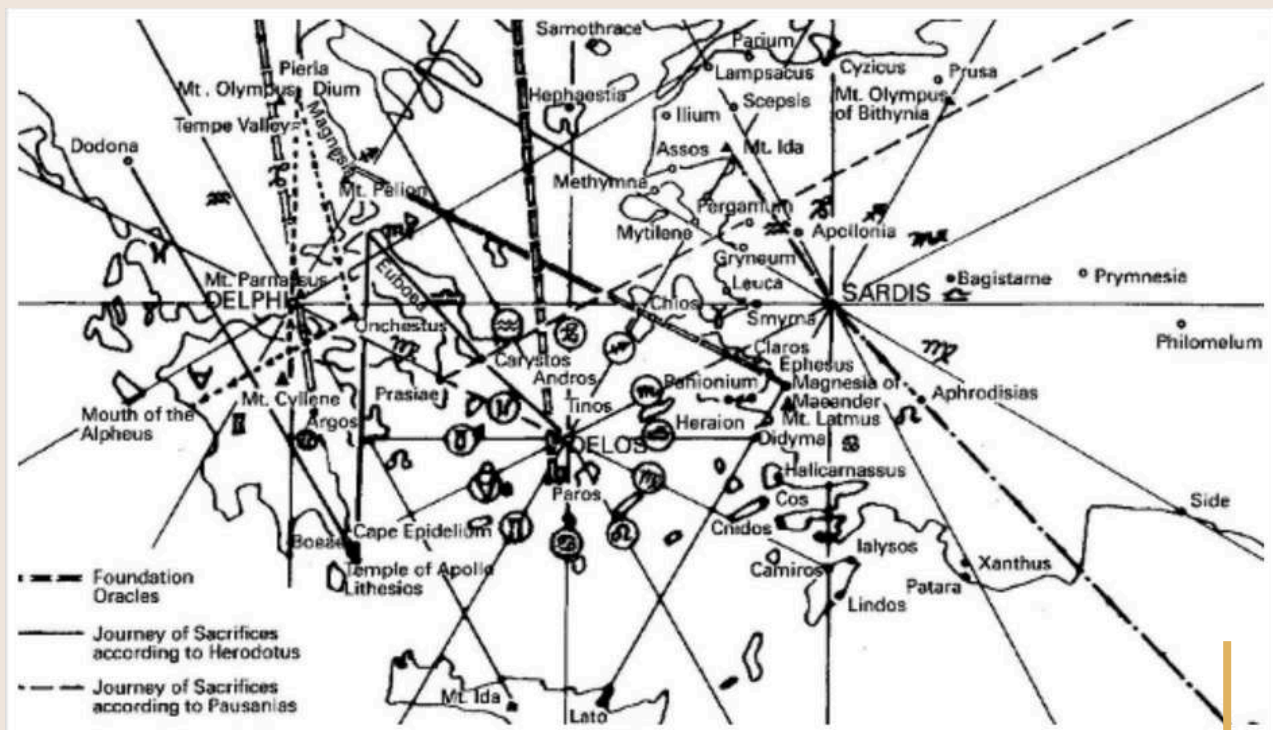 Samothrace
Parium
Lampsacus
Cyzicus
Prusa
Pieria
Mt. Olympus Dium
Hephaestia
Scepsis
Mt. Olympus
of Bithynia
Ilium
Tempe Valley
Magnesia
Dodona
Assos
Mt. Ida
Methymna
Mt. Pelion
Pergamum
Mytilene
Apollonia
Gryneum
Mt. Parnassus
DELPHI
Euboea
Leuca
SARDIS
Bagistame
Prymnesia
Chios
Smyrna
Onchestus
Philomelum
Carystos
Claros
Ephesus
Andros
Panionium
Magnesia of
Maeander
Prasiae
Mt. Cyllene
Aphrodisias
Mouth of the
Alpheus
Tinos
Mt. Latmus
Argos
Heraion
Didyma
DELOS
Halicarnassus
Paros
Cos
Side
Cnidos
Cape Epidelium
Boeae
Ialysos
Xanthus
Temple of Apollo
Lithesios
Camiros
Patara
Lindos
Foundation
Oracles
Journey of Sacrifices
according to Herodotus
Journey of Sacrifices
according to Pausanias
Mt. Ida
Lato